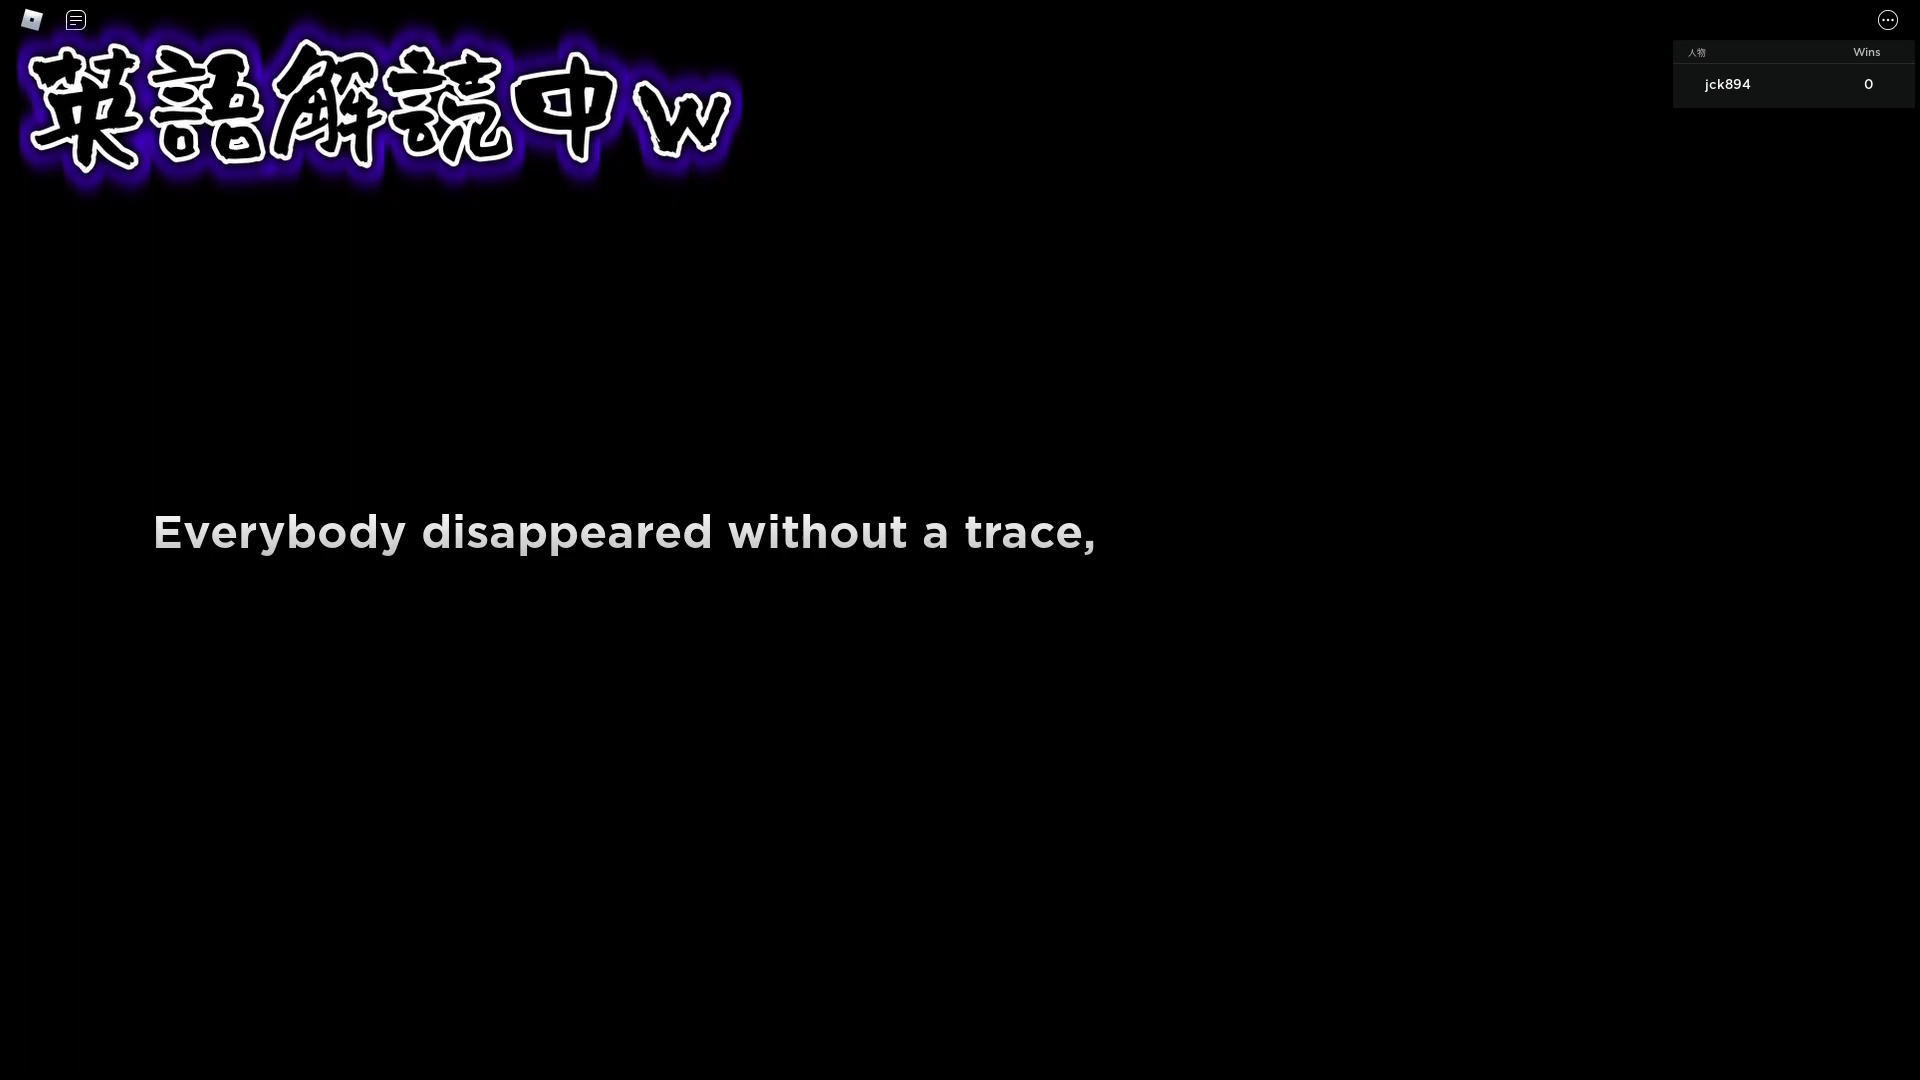 英語解読中w
人物 Wins
jck894 0
Everybody disappeared without a trace,